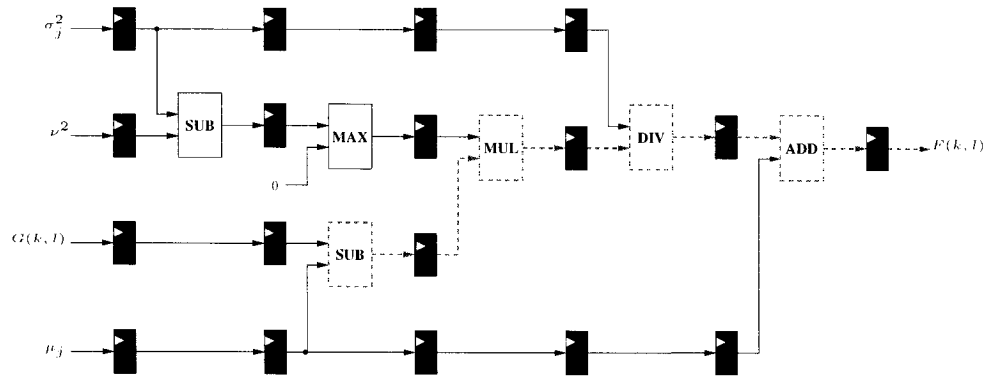 σ_j^2
ν^2
SUB
MAX
0
MUL
DIV
ADD
F(k, l)
G(k, l)
SUB
μ_j